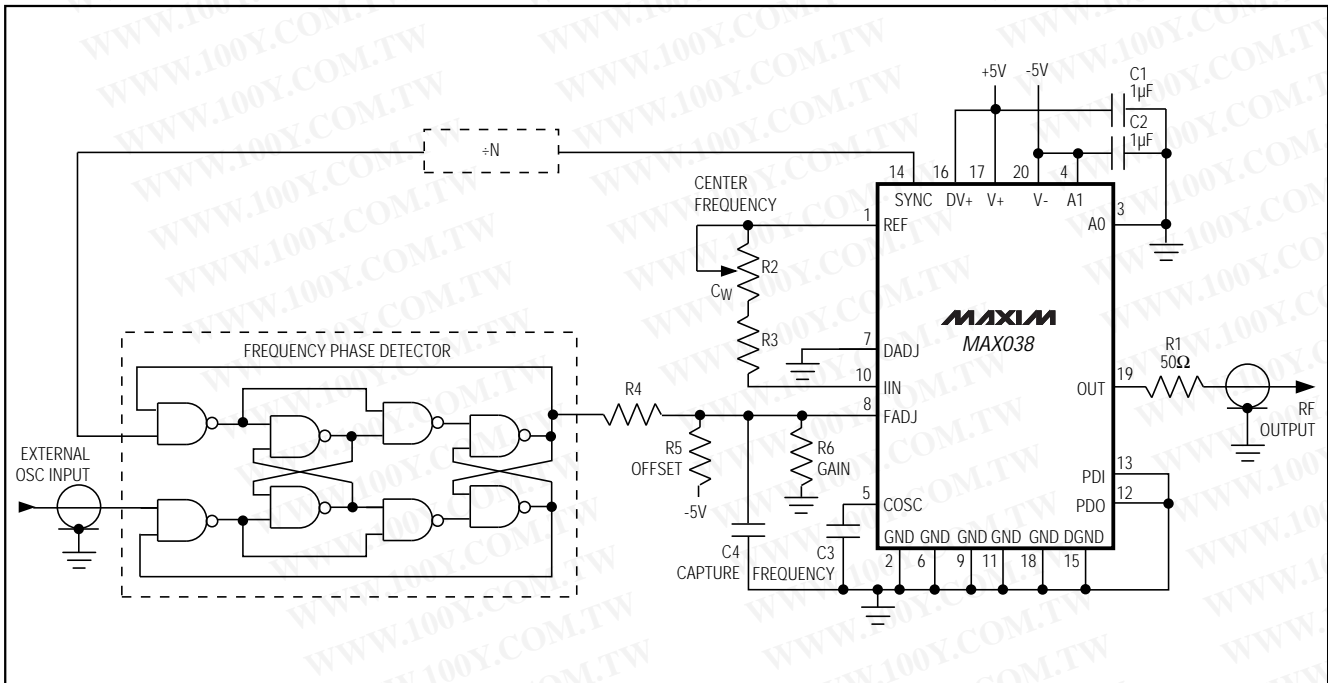 +5V -5V
C1
1µF
C2
1µF
÷N
14 16 17 20 4
SYNC DV+ V+ V- A1
CENTER
FREQUENCY
1
REF
3
A0
R2
CW
R3
MAXIM
MAX038
7
DADJ
10
IIN
8
FADJ
R1
50Ω
19
OUT
RF
OUTPUT
FREQUENCY PHASE DETECTOR
R4
R5
OFFSET
-5V
R6
GAIN
EXTERNAL
OSC INPUT
5
COSC
13
PDI
12
PDO
C4
CAPTURE
C3
FREQUENCY
GND GND GND GND GND DGND
2 6 9 11 18 15
WWW.100Y.COM.TW